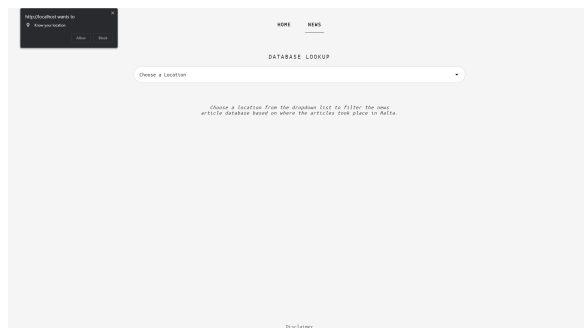 http://localhost wants to
Know your location
Allow Block
HOME NEWS
DATABASE LOOKUP
Choose a Location
Choose a location from the dropdown list to filter the news
article database based on where the articles took place in Malta.
Disclaimer